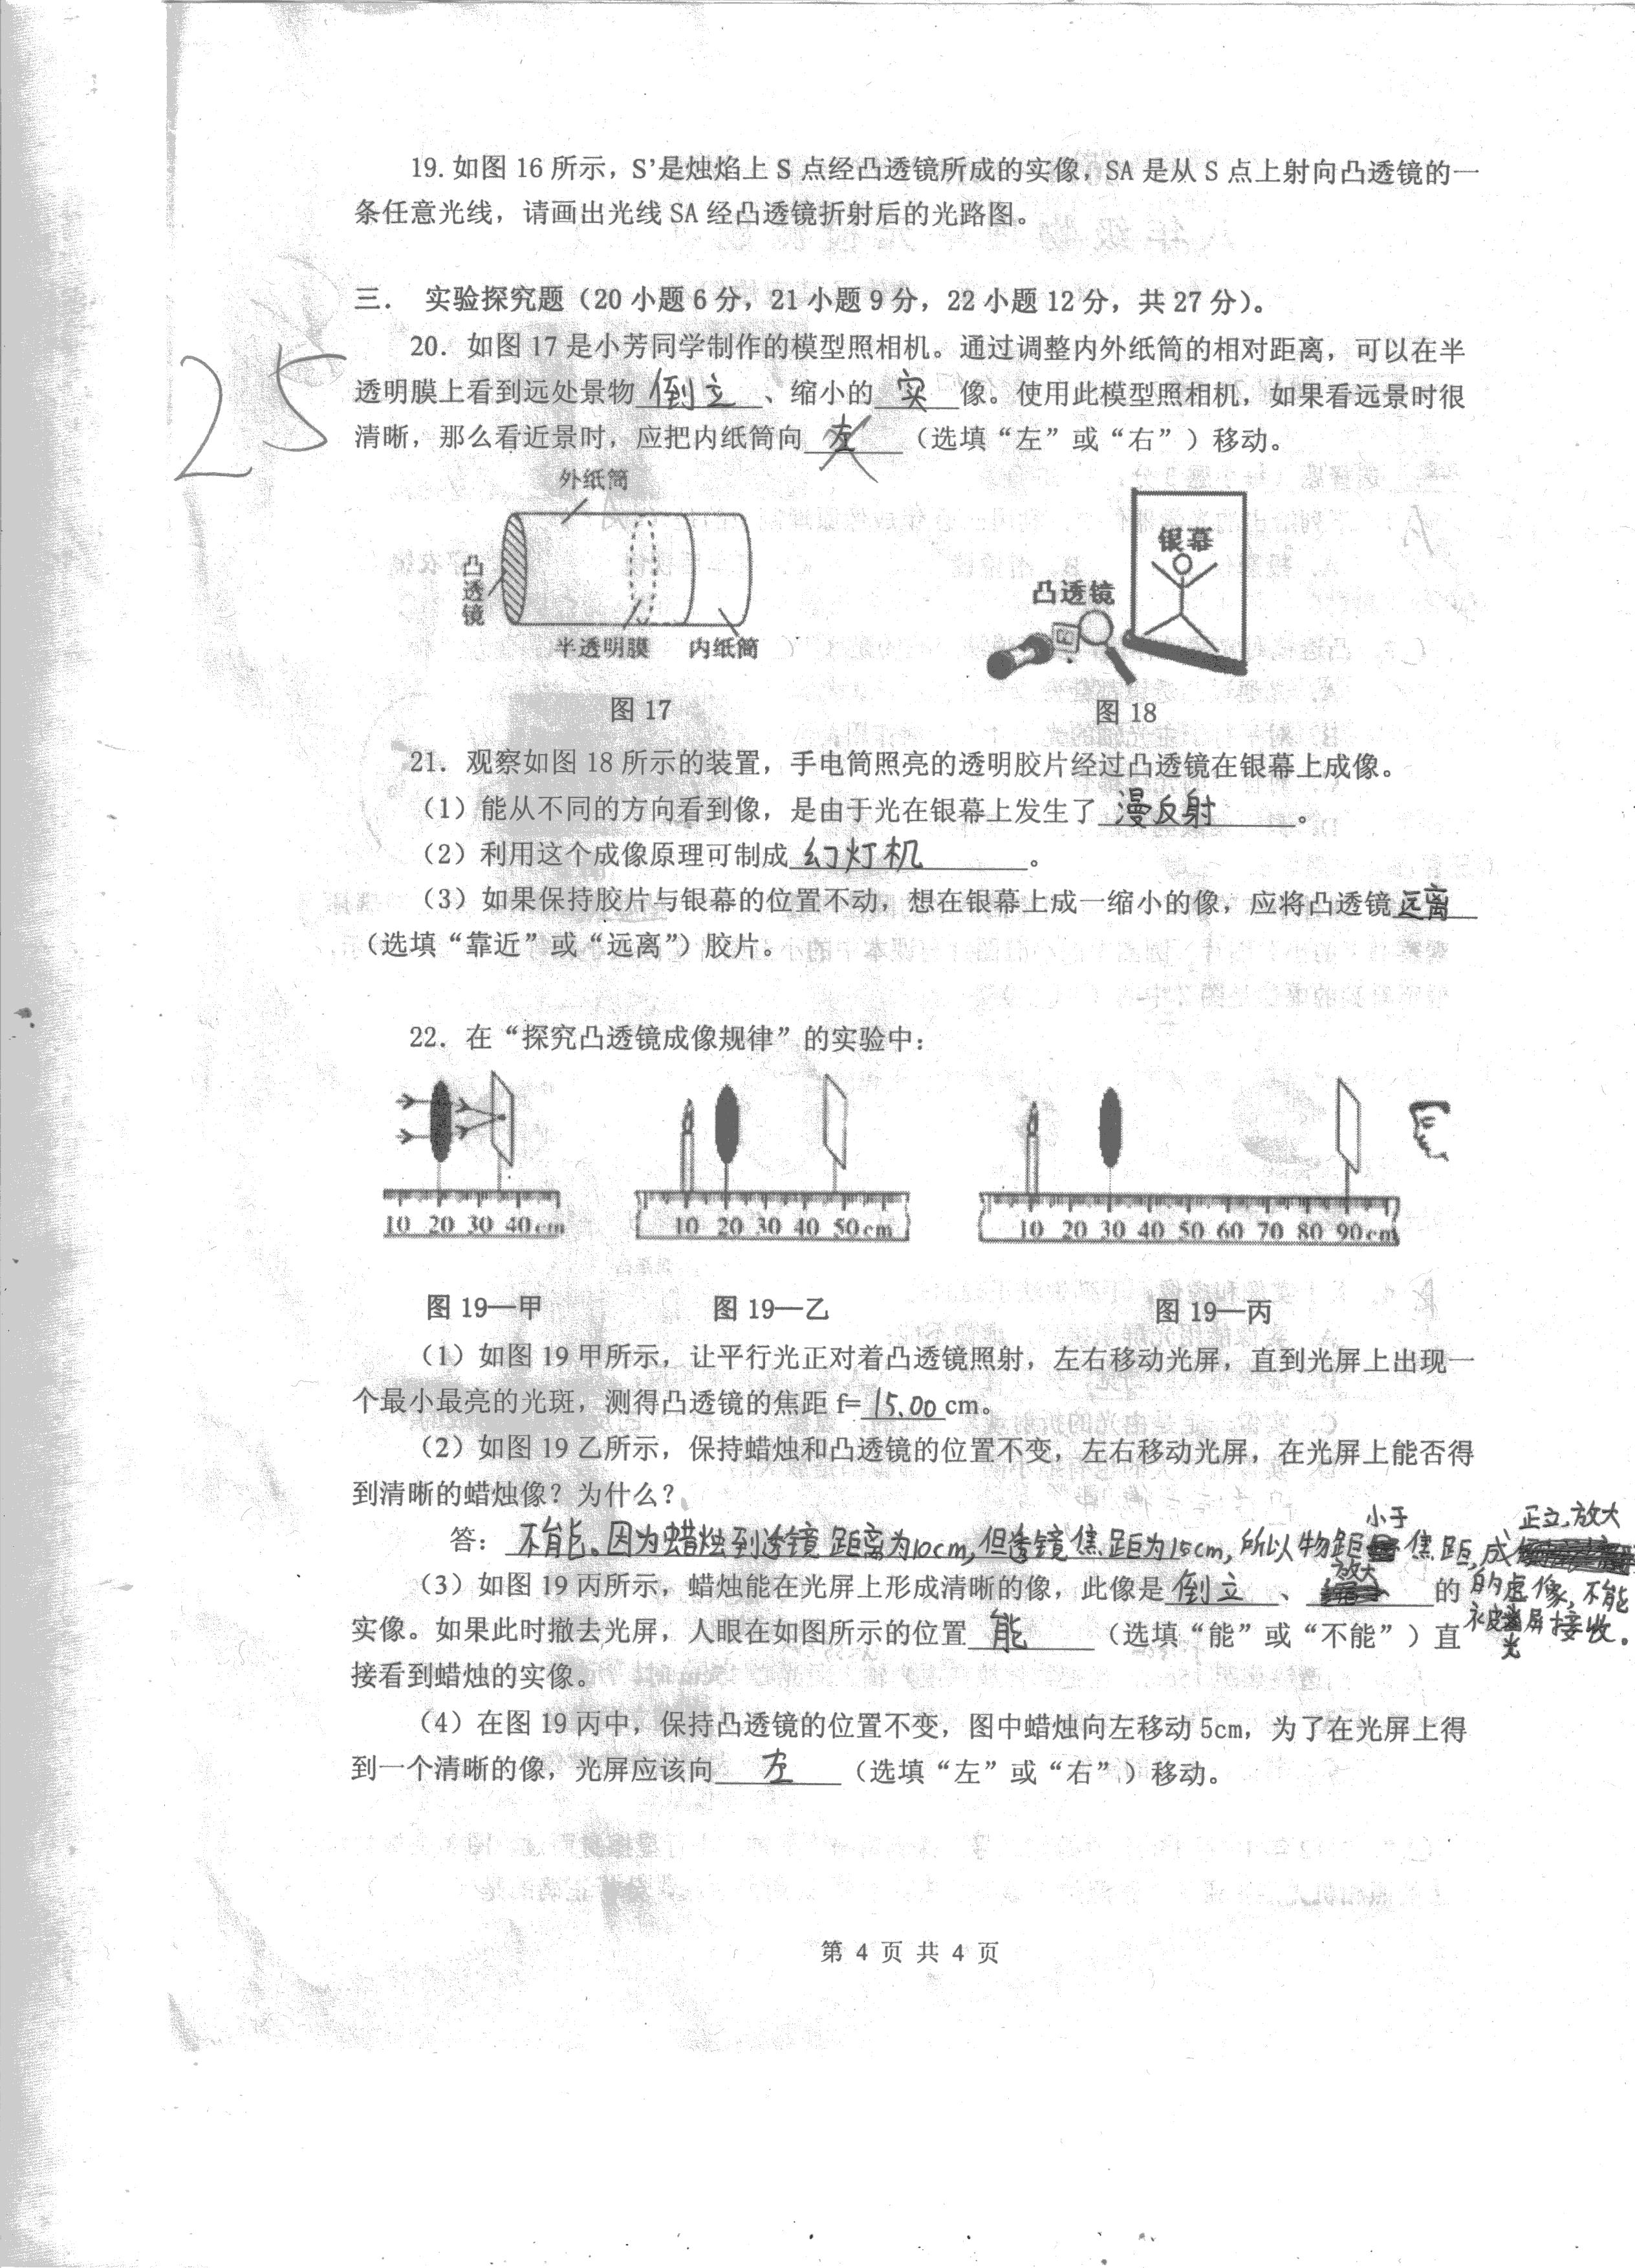 19. 如图 16 所示，S’是烛焰上 S 点经凸透镜所成的实像，SA 是从 S 点上射向凸透镜的一
条任意光线，请画出光线 SA 经凸透镜折射后的光路图。
三． 实验探究题（20 小题 6 分，21 小题 9 分，22 小题 12 分，共 27 分）。
25
20．如图 17 是小芳同学制作的模型照相机。通过调整内外纸筒的相对距离，可以在半
透明膜上看到远处景物 倒立 、缩小的 实 像。使用此模型照相机，如果看远景时很
清晰，那么看近景时，应把内纸筒向 左 （选填“左”或“右”）移动。
外纸筒
凸透镜
半透明膜 内纸筒
银幕
凸透镜
图 17
图 18
21．观察如图 18 所示的装置，手电筒照亮的透明胶片经过凸透镜在银幕上成像。
（1）能从不同的方向看到像，是由于光在银幕上发生了 漫反射 。
（2）利用这个成像原理可制成 幻灯机 。
（3）如果保持胶片与银幕的位置不动，想在银幕上成一缩小的像，应将凸透镜 远离
（选填“靠近”或“远离”）胶片。
22．在“探究凸透镜成像规律”的实验中：
10 20 30 40cm
10 20 30 40 50cm
10 20 30 40 50 60 70 80 90cm
图 19—甲 图 19—乙 图 19—丙
（1）如图 19 甲所示，让平行光正对着凸透镜照射，左右移动光屏，直到光屏上出现一
个最小最亮的光斑，测得凸透镜的焦距 f= 15.00 cm。
（2）如图 19 乙所示，保持蜡烛和凸透镜的位置不变，左右移动光屏，在光屏上能否得
到清晰的蜡烛像？为什么？
答： 不能。因为蜡烛到透镜距离为10cm，但透镜焦距为15cm，所以物距小于焦距，成正立、放大
的虚像，不能
被光屏接收。
（3）如图 19 丙所示，蜡烛能在光屏上形成清晰的像，此像是 倒立 、 放大 的
实像。如果此时撤去光屏，人眼在如图所示的位置 能 （选填“能”或“不能”）直
接看到蜡烛的实像。
（4）在图 19 丙中，保持凸透镜的位置不变，图中蜡烛向左移动 5cm，为了在光屏上得
到一个清晰的像，光屏应该向 左 （选填“左”或“右”）移动。
第 4 页 共 4 页